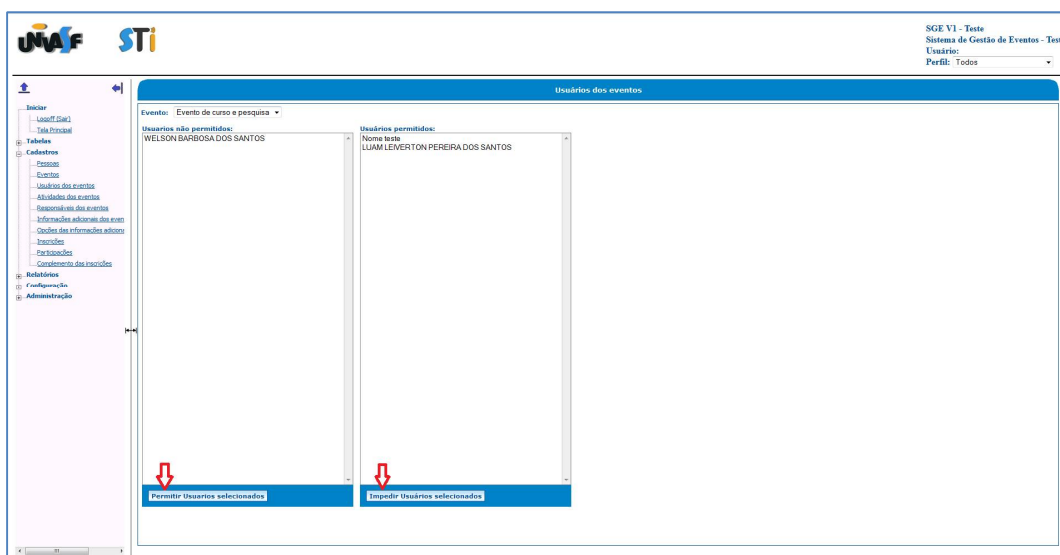 UNIVASF STi
SGE V1 - Teste
Sistema de Gestão de Eventos - Tes
Usuário:
Perfil: Todos
Iniciar
Logoff (Sair)
Tela Principal
Tabelas
Cadastros
Pessoas
Eventos
Usuários dos eventos
Atividades dos eventos
Responsáveis dos eventos
Informações adicionais dos even
Opções das informações adiciona
Inscrições
Participações
Complemento das inscrições
Relatórios
Configuração
Administração
Usuários dos eventos
Evento: Evento de curso e pesquisa
Usuarios não permitidos:
WELSON BARBOSA DOS SANTOS
Permitir Usuarios selecionados
Usuários permitidos:
Nome teste
LUAM LEIVERTON PEREIRA DOS SANTOS
Impedir Usuários selecionados